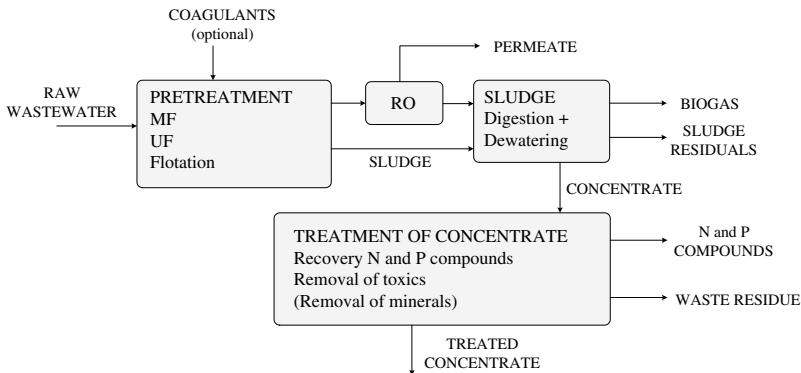 COAGULANTS
(optional)
PERMEATE
RAW
WASTEWATER
PRETREATMENT
MF
UF
Flotation
RO
SLUDGE
Digestion +
Dewatering
BIOGAS
SLUDGE
RESIDUALS
SLUDGE
CONCENTRATE
TREATMENT OF CONCENTRATE
Recovery N and P compounds
Removal of toxics
(Removal of minerals)
N and P
COMPOUNDS
WASTE RESIDUE
TREATED
CONCENTRATE